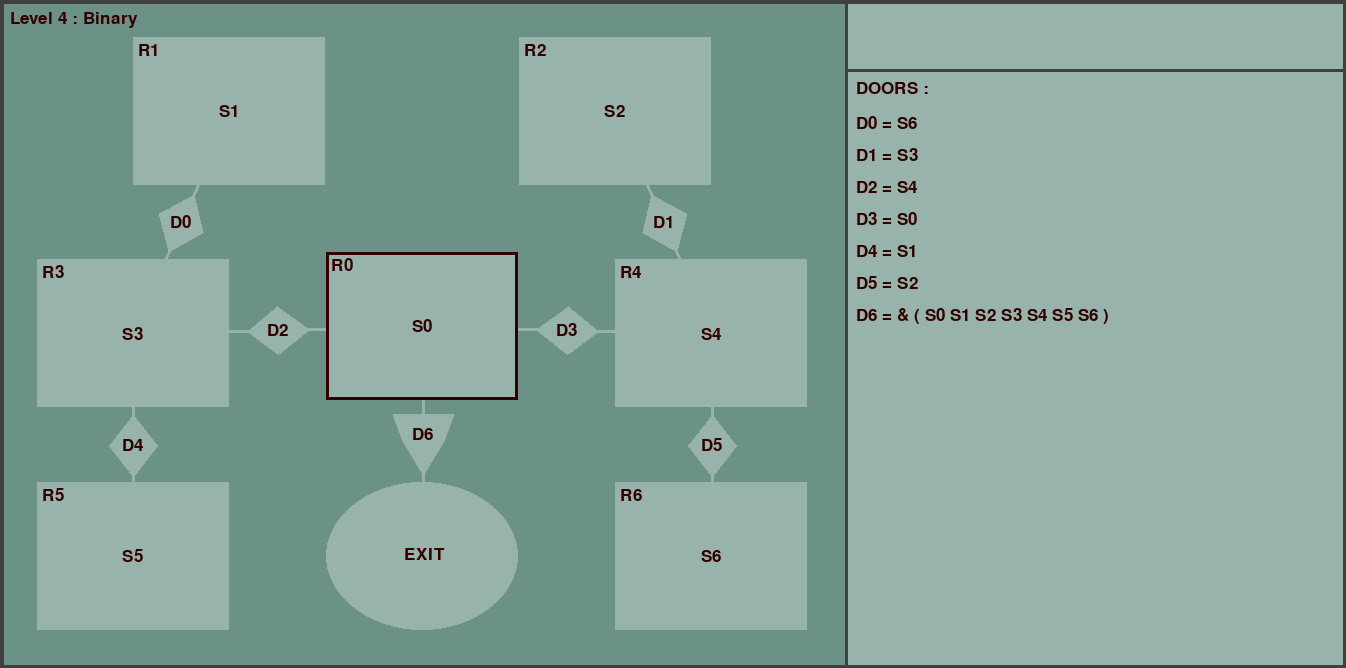 Level 4 : Binary
R1
S1
R2
S2
D0
D1
R3
S3
D2
R0
S0
D3
R4
S4
D4
D6
D5
R5
S5
EXIT
R6
S6
DOORS :
D0 = S6
D1 = S3
D2 = S4
D3 = S0
D4 = S1
D5 = S2
D6 = & ( S0 S1 S2 S3 S4 S5 S6 )